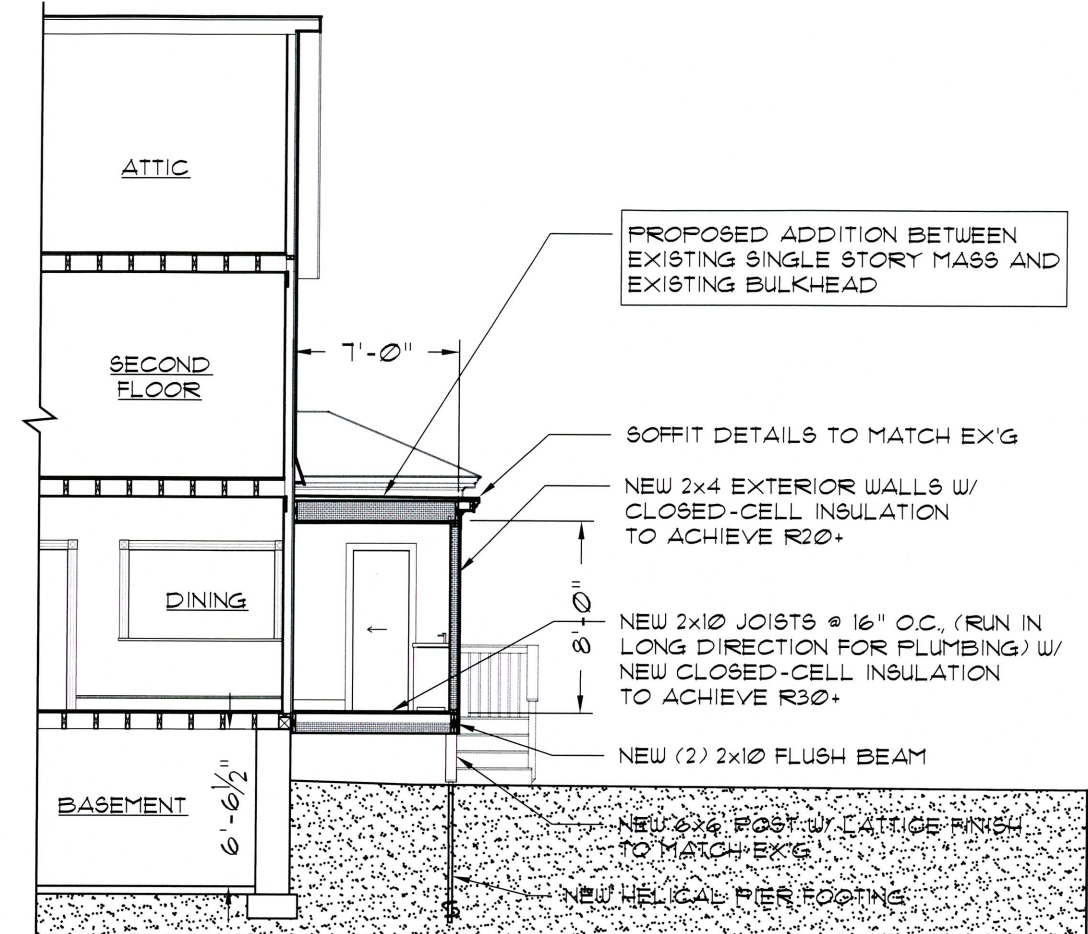 ATTIC
PROPOSED ADDITION BETWEEN
EXISTING SINGLE STORY MASS AND
EXISTING BULKHEAD
7'-0"
SECOND
FLOOR
SOFFIT DETAILS TO MATCH EX'G
NEW 2x4 EXTERIOR WALLS W/
CLOSED-CELL INSULATION
TO ACHIEVE R20+
DINING
8'-0"
NEW 2x10 JOISTS @ 16" O.C., (RUN IN
LONG DIRECTION FOR PLUMBING) W/
NEW CLOSED-CELL INSULATION
TO ACHIEVE R30+
NEW (2) 2x10 FLUSH BEAM
BASEMENT
6'-6½"
NEW 6x6 POST W/ LATTICE FINISH
TO MATCH EX'G
NEW HELICAL PIER FOOTING